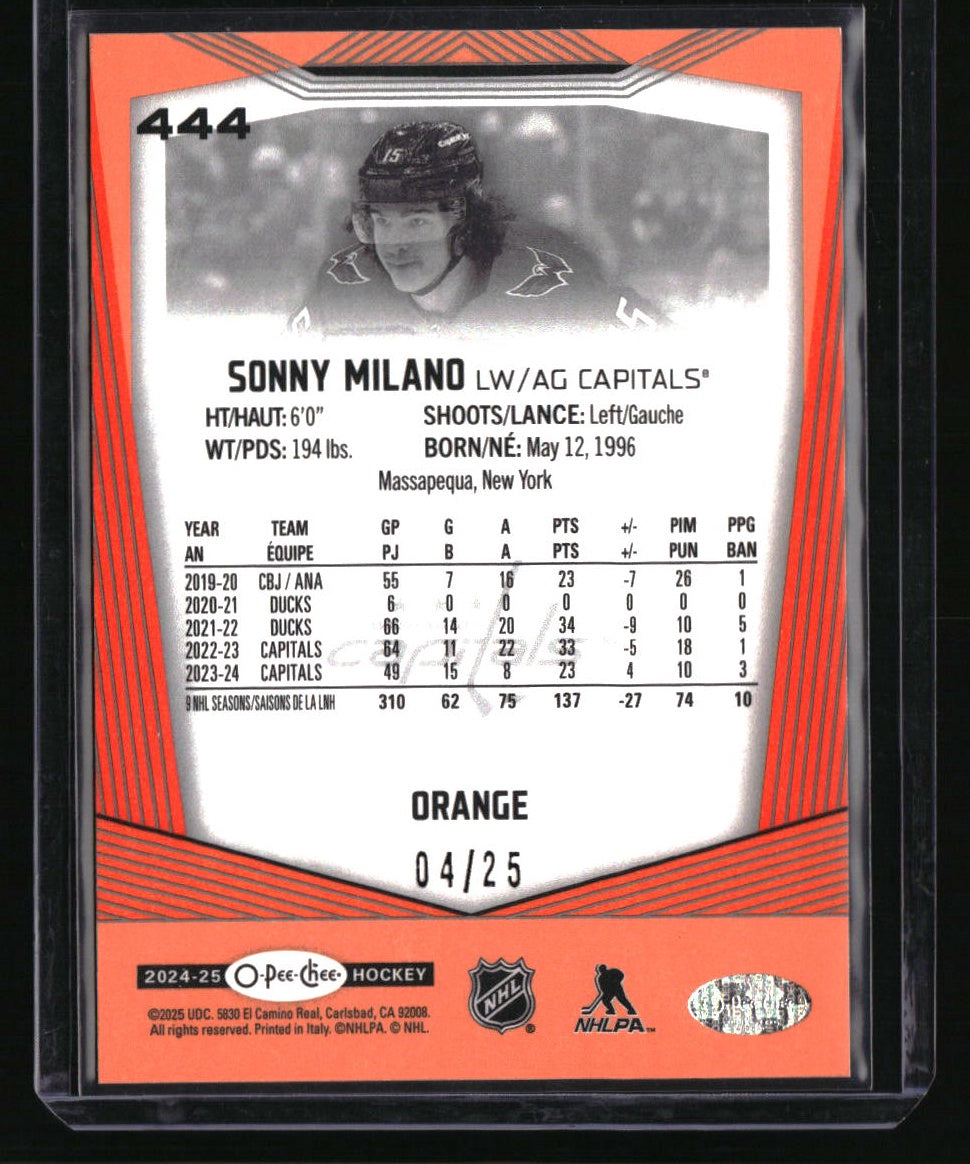 444
15
SONNY MILANO LW/AG CAPITALS®
HT/HAUT: 6'0" SHOOTS/LANCE: Left/Gauche
WT/PDS: 194 lbs. BORN/NÉ: May 12, 1996
Massapequa, New York
YEAR TEAM GP G A PTS +/- PIM PPG
AN ÉQUIPE PJ B A PTS +/- PUN BAN
2019-20 CBJ / ANA 55 7 16 23 -7 26 1
2020-21 DUCKS 6 0 0 0 0 0 0
2021-22 DUCKS 66 14 20 34 -9 10 5
2022-23 CAPITALS 64 11 22 33 -5 18 1
2023-24 CAPITALS 49 15 8 23 4 10 3
9 NHL SEASONS/SAISONS DE LA LNH 310 62 75 137 -27 74 10
capitals
ORANGE
04/25
2024-25 O-Pee-Chee HOCKEY
©2025 UDC. 5830 El Camino Real, Carlsbad, CA 92008.
All rights reserved. Printed in Italy. ©NHLPA. © NHL.
NHL ®
NHLPA™